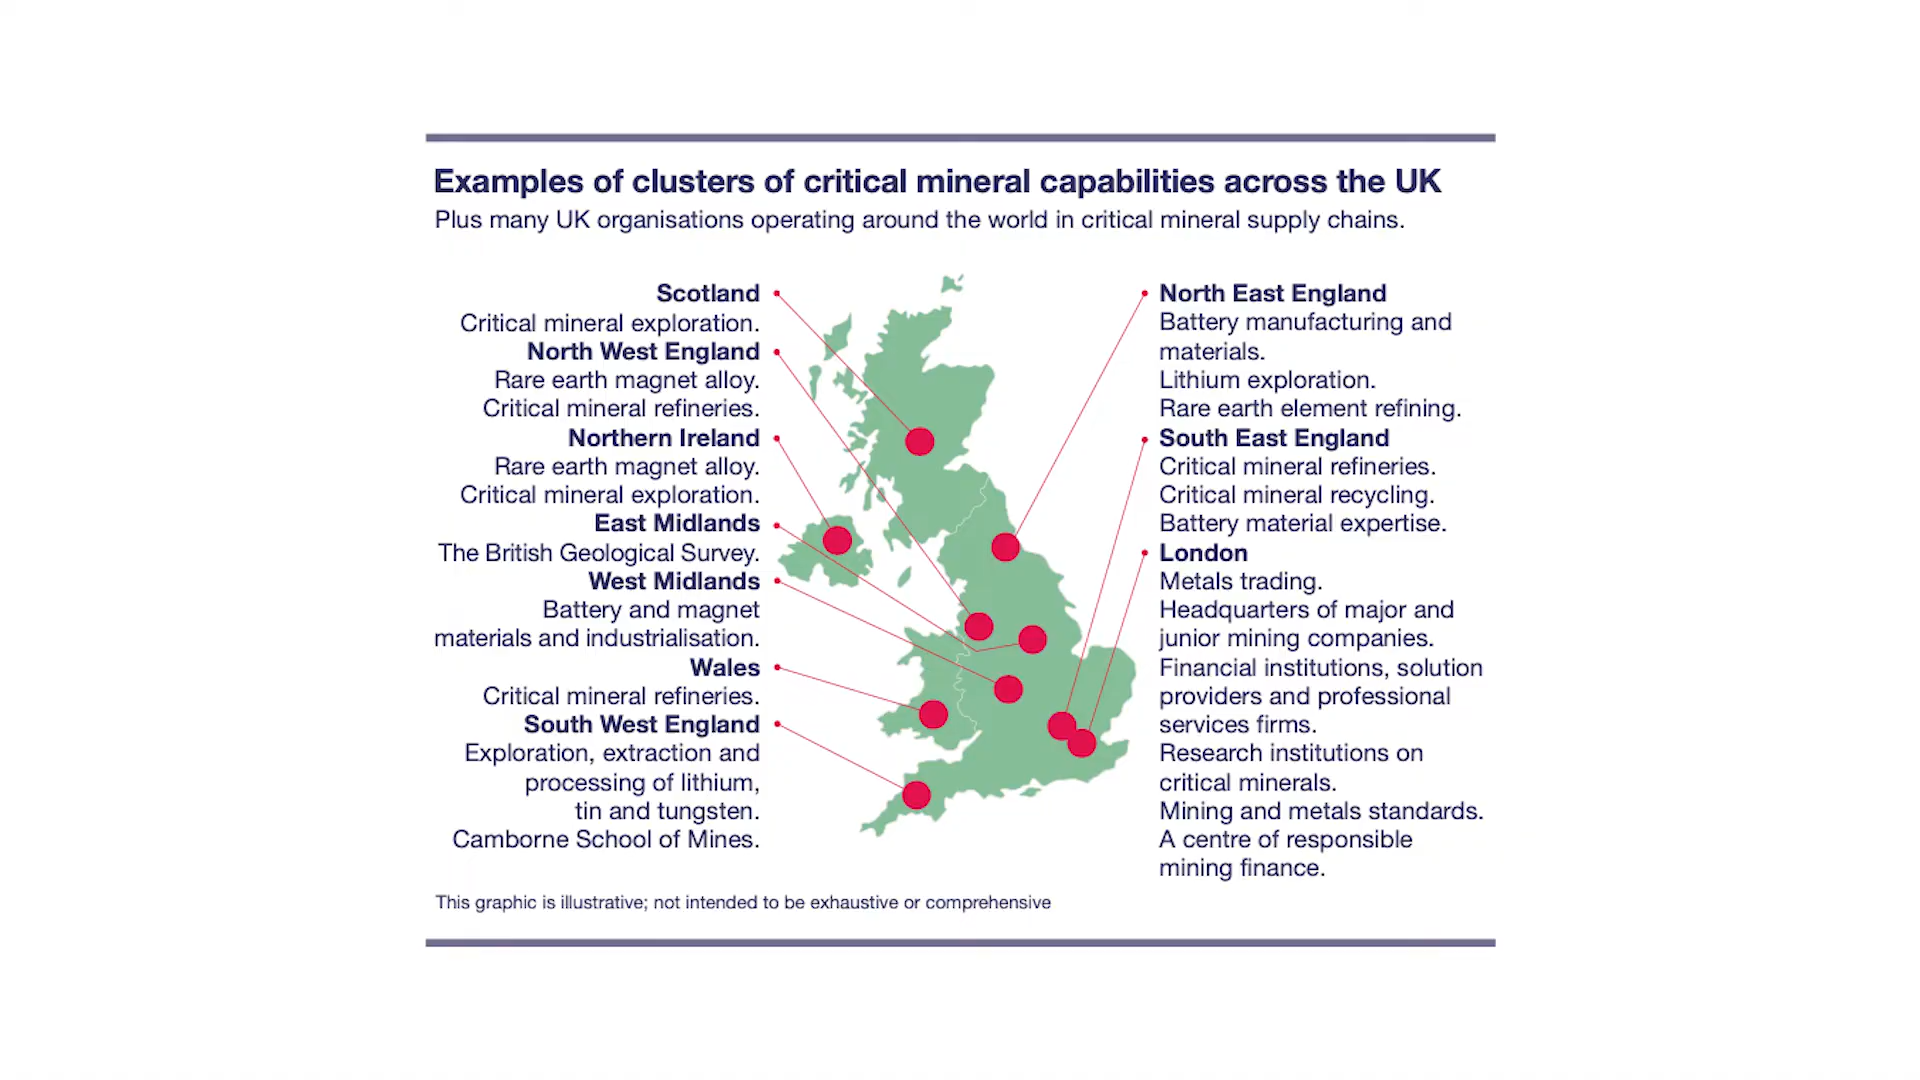 Examples of clusters of critical mineral capabilities across the UK
Plus many UK organisations operating around the world in critical mineral supply chains.
Scotland
Critical mineral exploration.
North West England
Rare earth magnet alloy.
Critical mineral refineries.
Northern Ireland
Rare earth magnet alloy.
Critical mineral exploration.
East Midlands
The British Geological Survey.
West Midlands
Battery and magnet
materials and industrialisation.
Wales
Critical mineral refineries.
South West England
Exploration, extraction and
processing of lithium,
tin and tungsten.
Camborne School of Mines.
North East England
Battery manufacturing and
materials.
Lithium exploration.
Rare earth element refining.
South East England
Critical mineral refineries.
Critical mineral recycling.
Battery material expertise.
London
Metals trading.
Headquarters of major and
junior mining companies.
Financial institutions, solution
providers and professional
services firms.
Research institutions on
critical minerals.
Mining and metals standards.
A centre of responsible
mining finance.
This graphic is illustrative; not intended to be exhaustive or comprehensive